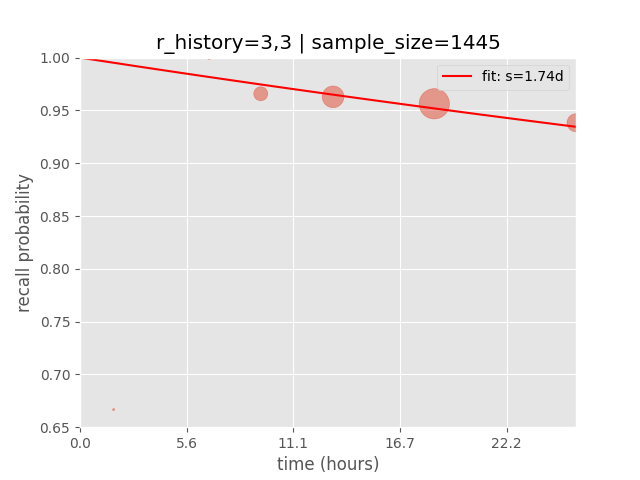 r_history=3,3 | sample_size=1445
fit: s=1.74d
1.00
0.95
0.90
0.85
0.80
0.75
0.70
0.65
recall probability
0.0 5.6 11.1 16.7 22.2
time (hours)